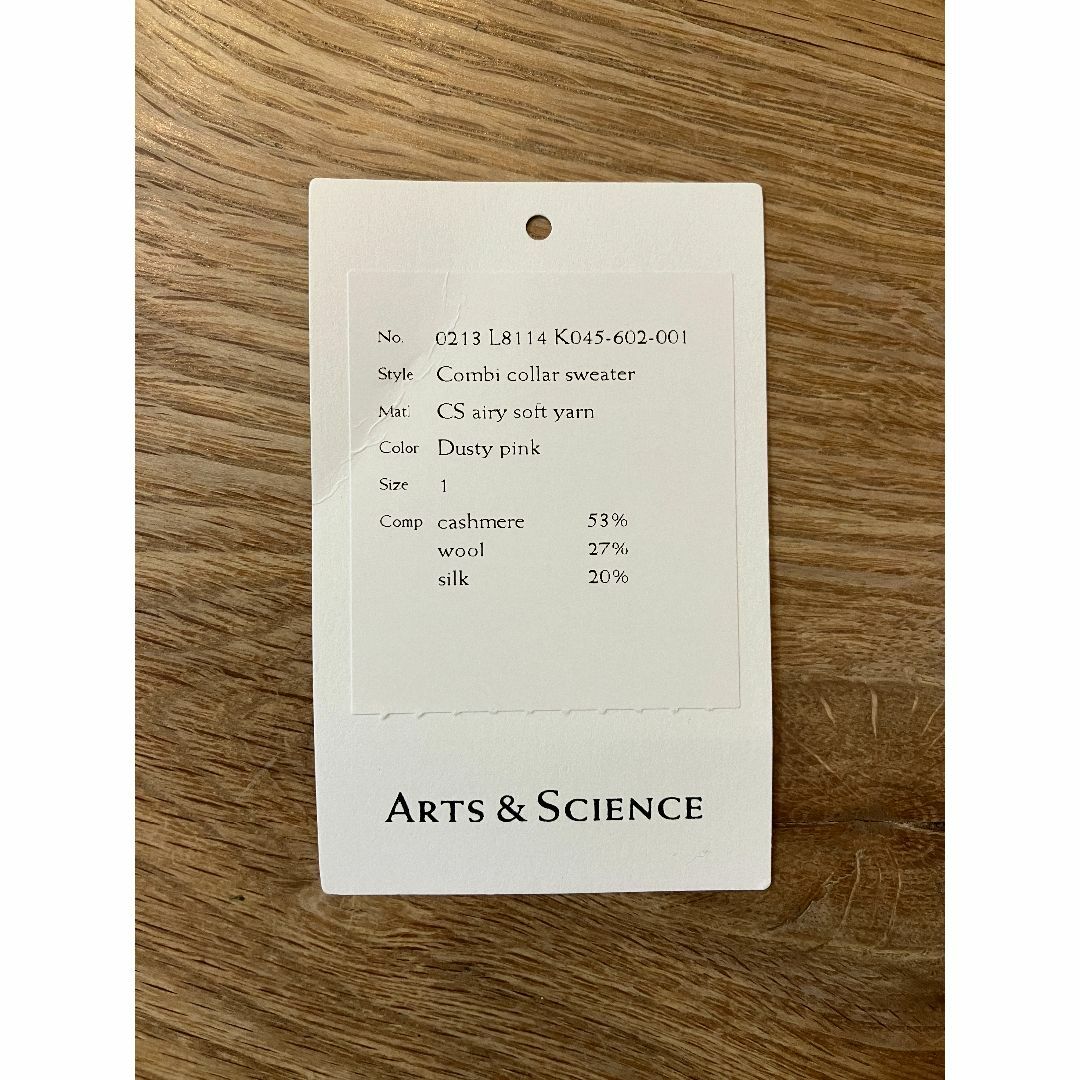 No. 0213 L8114 K045-602-001
Style Combi collar sweater
Matl CS airy soft yarn
Color Dusty pink
Size 1
Comp cashmere 53%
wool 27%
silk 20%
ARTS & SCIENCE